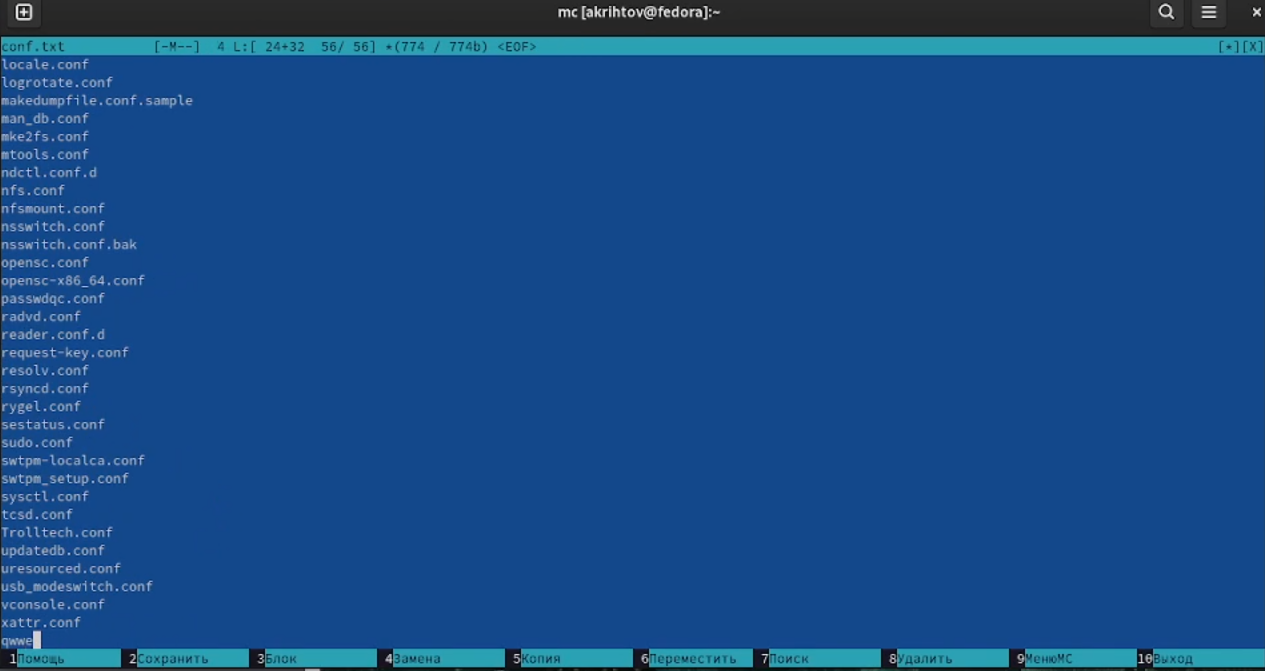 mc [akrihtov@fedora]:~
conf.txt [-M--] 4 L:[ 24+32 56/ 56] *(774 / 774b) <EOF> [*][X]
locale.conf
logrotate.conf
makedumpfile.conf.sample
man_db.conf
mke2fs.conf
mtools.conf
ndctl.conf.d
nfs.conf
nfsmount.conf
nsswitch.conf
nsswitch.conf.bak
opensc.conf
opensc-x86_64.conf
passwdqc.conf
radvd.conf
reader.conf.d
request-key.conf
resolv.conf
rsyncd.conf
rygel.conf
sestatus.conf
sudo.conf
swtpm-localca.conf
swtpm_setup.conf
sysctl.conf
tcsd.conf
Trolltech.conf
updatedb.conf
uresourced.conf
usb_modeswitch.conf
vconsole.conf
xattr.conf
qwwe
1Помощь 2Сохранить 3Блок 4Замена 5Копия 6Переместить 7Поиск 8Удалить 9МенюMC 10Выход